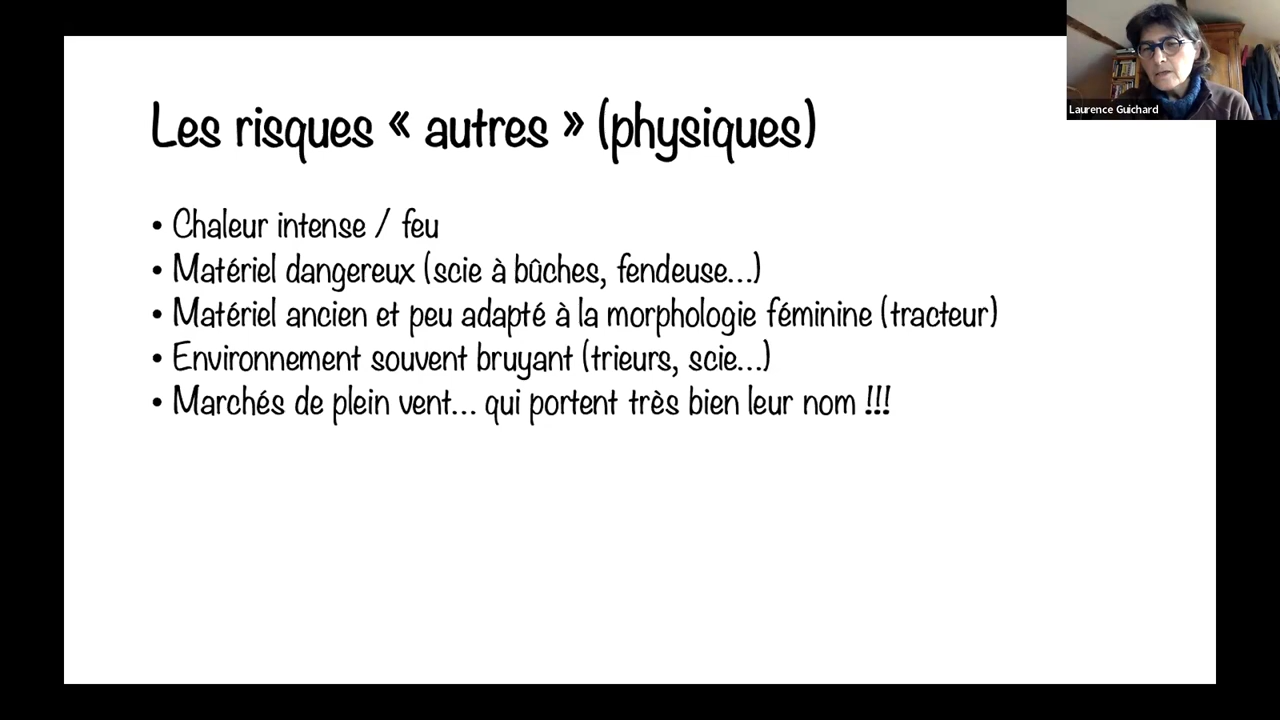 Les risques « autres » (physiques)
• Chaleur intense / feu
• Matériel dangereux (scie à bûches, fendeuse...)
• Matériel ancien et peu adapté à la morphologie féminine (tracteur)
• Environnement souvent bruyant (trieurs, scie...)
• Marchés de plein vent... qui portent très bien leur nom !!!
Laurence Guichard